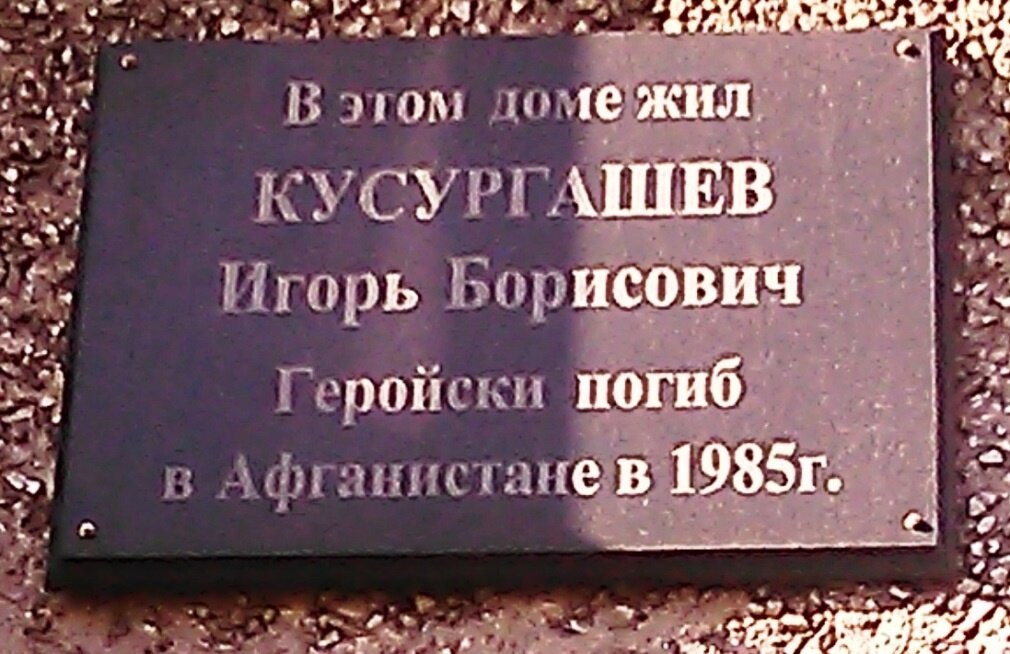 В этом доме жил
КУСУРГАШЕВ
Игорь Борисович
Геройски погиб
в Афганистане в 1985г.